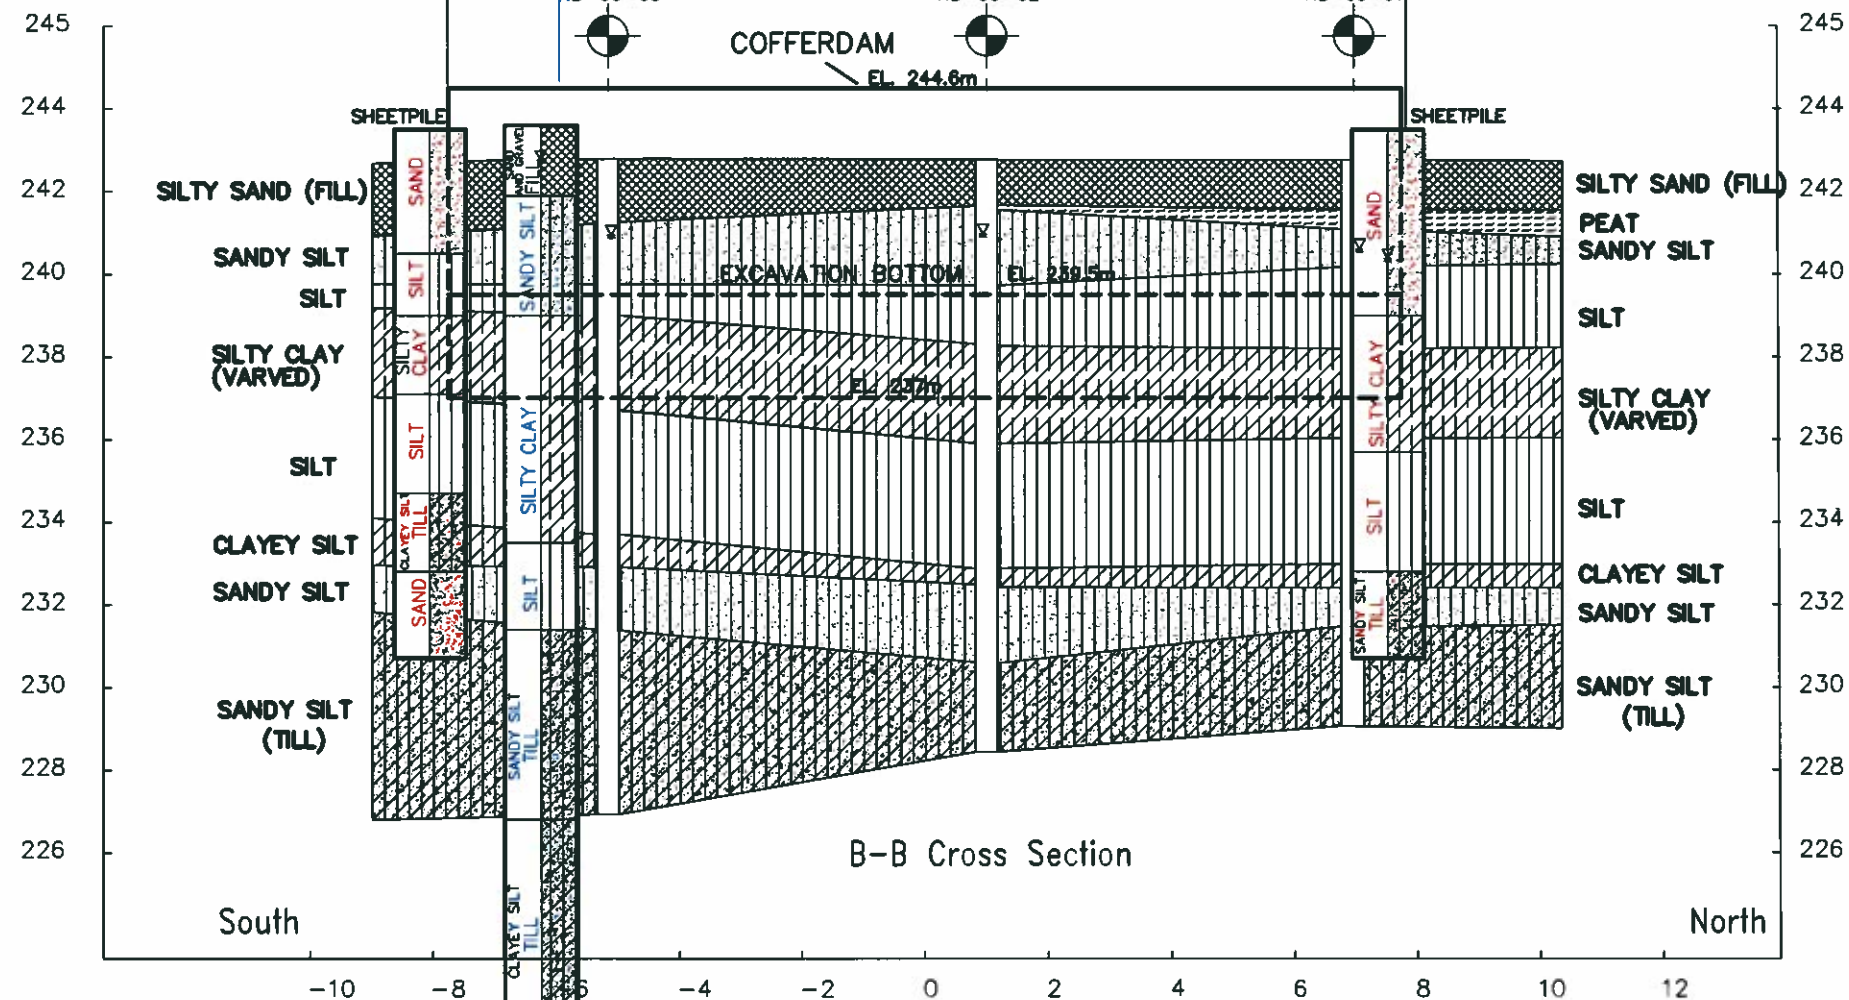 245
COFFERDAM
245
EL. 244.6m
244
SHEETPILE
SHEETPILE
244
SAND
SAND AND GRAVEL
FILL
SAND
SILTY SAND (FILL)
242
SILTY SAND (FILL)
242
PEAT
SANDY SILT
SANDY SILT
SANDY SILT
240
SILT
EXCAVATION BOTTOM EL. 239.5m
240
SILT
SILT
238
SILTY CLAY
(VARVED)
SILTY
CLAY
EL. 237m
SILTY CLAY
238
SILTY CLAY
(VARVED)
236
SILT
SILTY CLAY
236
SILT
SILT
SILT
234
CLAYEY SILT
CLAYEY SILT
TILL
234
CLAYEY SILT
SANDY SILT
232
SAND
SILT
SANDY SILT
TILL
232
SANDY SILT
230
SANDY SILT
(TILL)
SANDY SILT
TILL
230
SANDY SILT
(TILL)
228
228
226
B-B Cross Section
226
CLAYEY SILT
TILL
South
North
-10 -8 -6 -4 -2 0 2 4 6 8 10 12